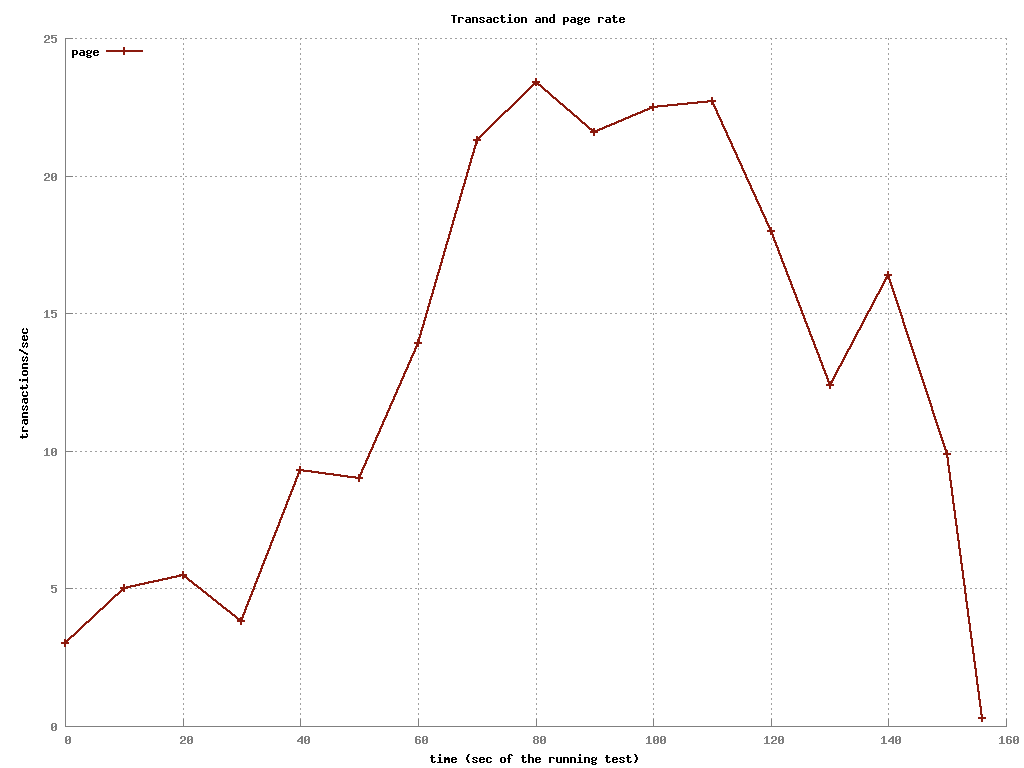 Transaction and page rate
page
25
20
15
10
5
0
transactions/sec
0 20 40 60 80 100 120 140 160
time (sec of the running test)